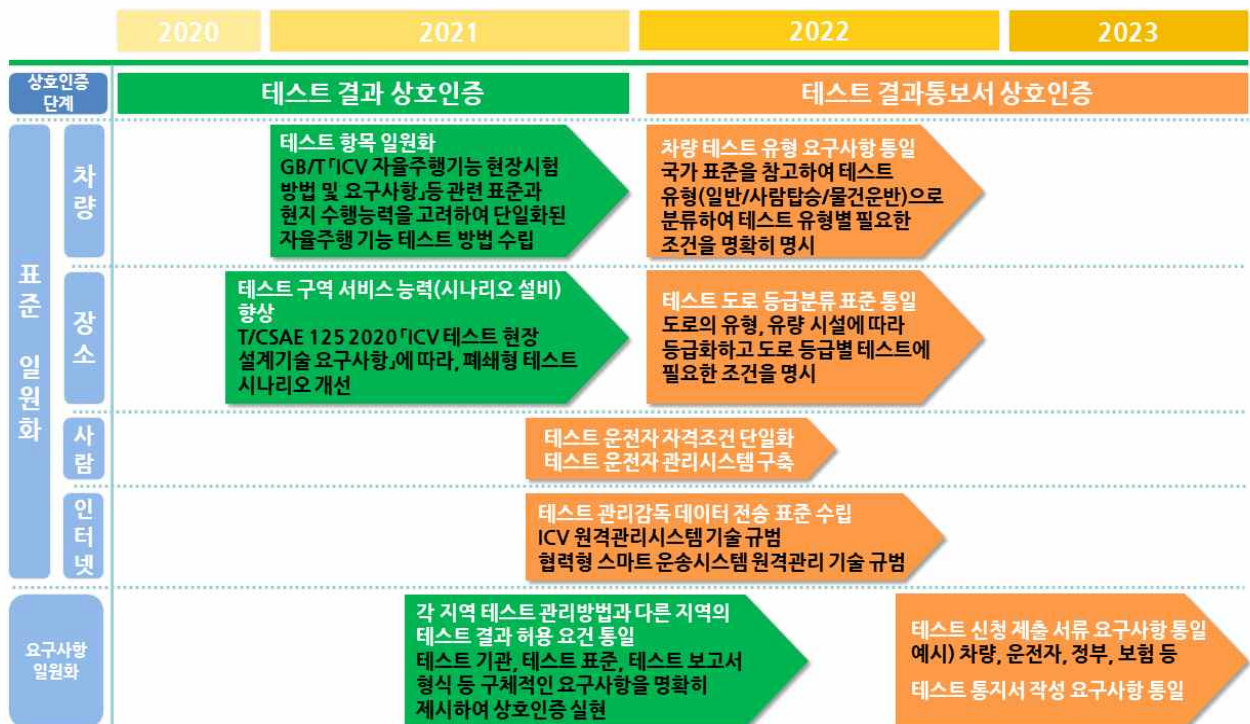 2020
2021
2022
2023
상호인증
단계
테스트 결과 상호인증
테스트 결과통보서 상호인증
표준 일원화
차량
테스트 항목 일원화
GB/T「ICV 자율주행기능 현장시험
방법 및 요구사항」등 관련 표준과
현지 수행능력을 고려하여 단일화된
자율주행 기능 테스트 방법 수립
차량 테스트 유형 요구사항 통일
국가 표준을 참고하여 테스트
유형(일반/사람탑승/물건운반)으로
분류하여 테스트 유형별 필요한
조건을 명확히 명시
장소
테스트 구역 서비스 능력(시나리오 설비)
향상
T/CSAE 125 2020「ICV 테스트 현장
설계기술 요구사항」에 따라, 폐쇄형 테스트
시나리오 개선
테스트 도로 등급분류 표준 통일
도로의 유형, 유량 시설에 따라
등급화하고 도로 등급별 테스트에
필요한 조건을 명시
사람
테스트 운전자 자격조건 단일화
테스트 운전자 관리시스템 구축
인터넷
테스트 관리감독 데이터 전송 표준 수립
ICV 원격관리시스템 기술 규범
협력형 스마트 운송시스템 원격관리 기술 규범
요구사항
일원화
각 지역 테스트 관리방법과 다른 지역의
테스트 결과 허용 요건 통일
테스트 기관, 테스트 표준, 테스트 보고서
형식 등 구체적인 요구사항을 명확히
제시하여 상호인증 실현
테스트 신청 제출 서류 요구사항 통일
예시) 차량, 운전자, 정부, 보험 등
테스트 통지서 작성 요구사항 통일